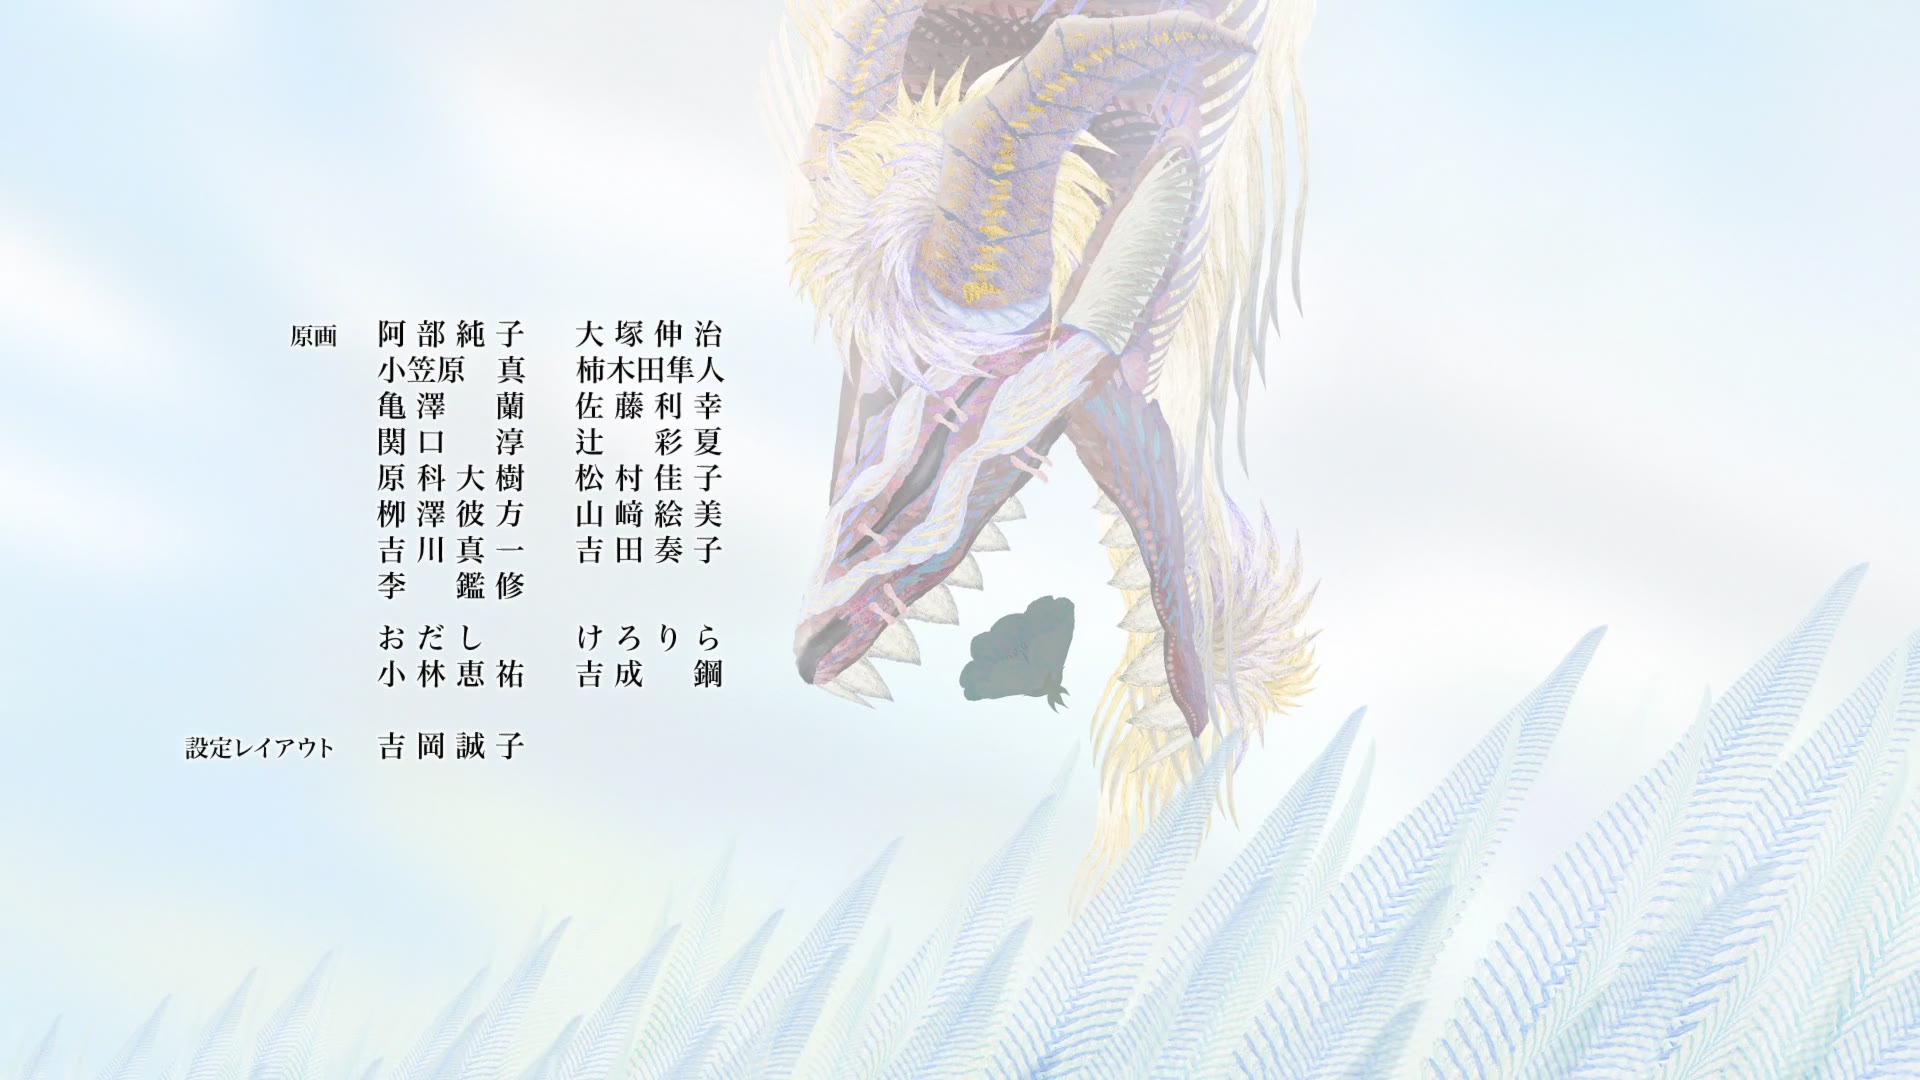 原画 阿部純子 大塚伸治
小笠原 真 柿木田隼人
亀澤 蘭 佐藤利幸
関口 淳 辻 彩夏
原科大樹 松村佳子
栁澤彼方 山﨑絵美
吉川真一 吉田奏子
李 鑑修
おだし けろりら
小林恵祐 吉成 鋼
設定レイアウト 吉岡誠子